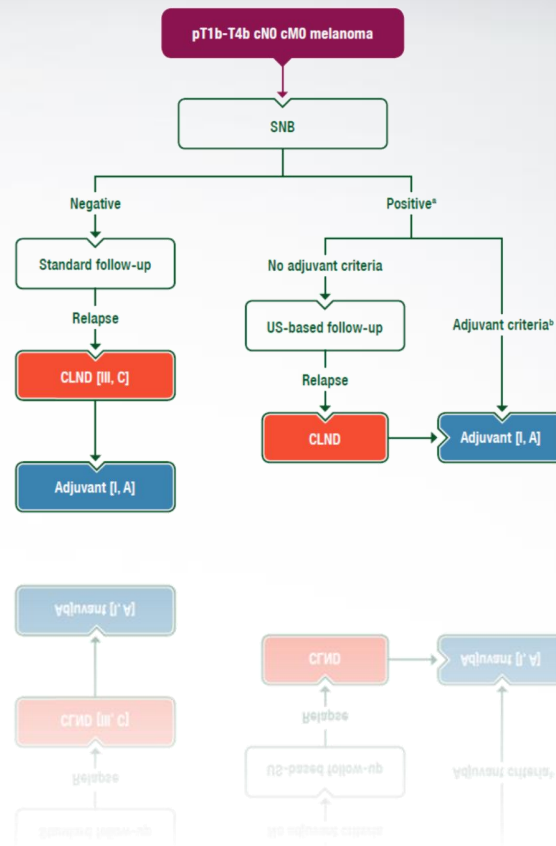 pT1b-T4b cN0 cM0 melanoma
SNB
Negative
Positiveª
Standard follow-up
No adjuvant criteria
Relapse
US-based follow-up
Adjuvant criteriaᵇ
CLND [III, C]
Relapse
CLND
Adjuvant [I, A]
Adjuvant [I, A]